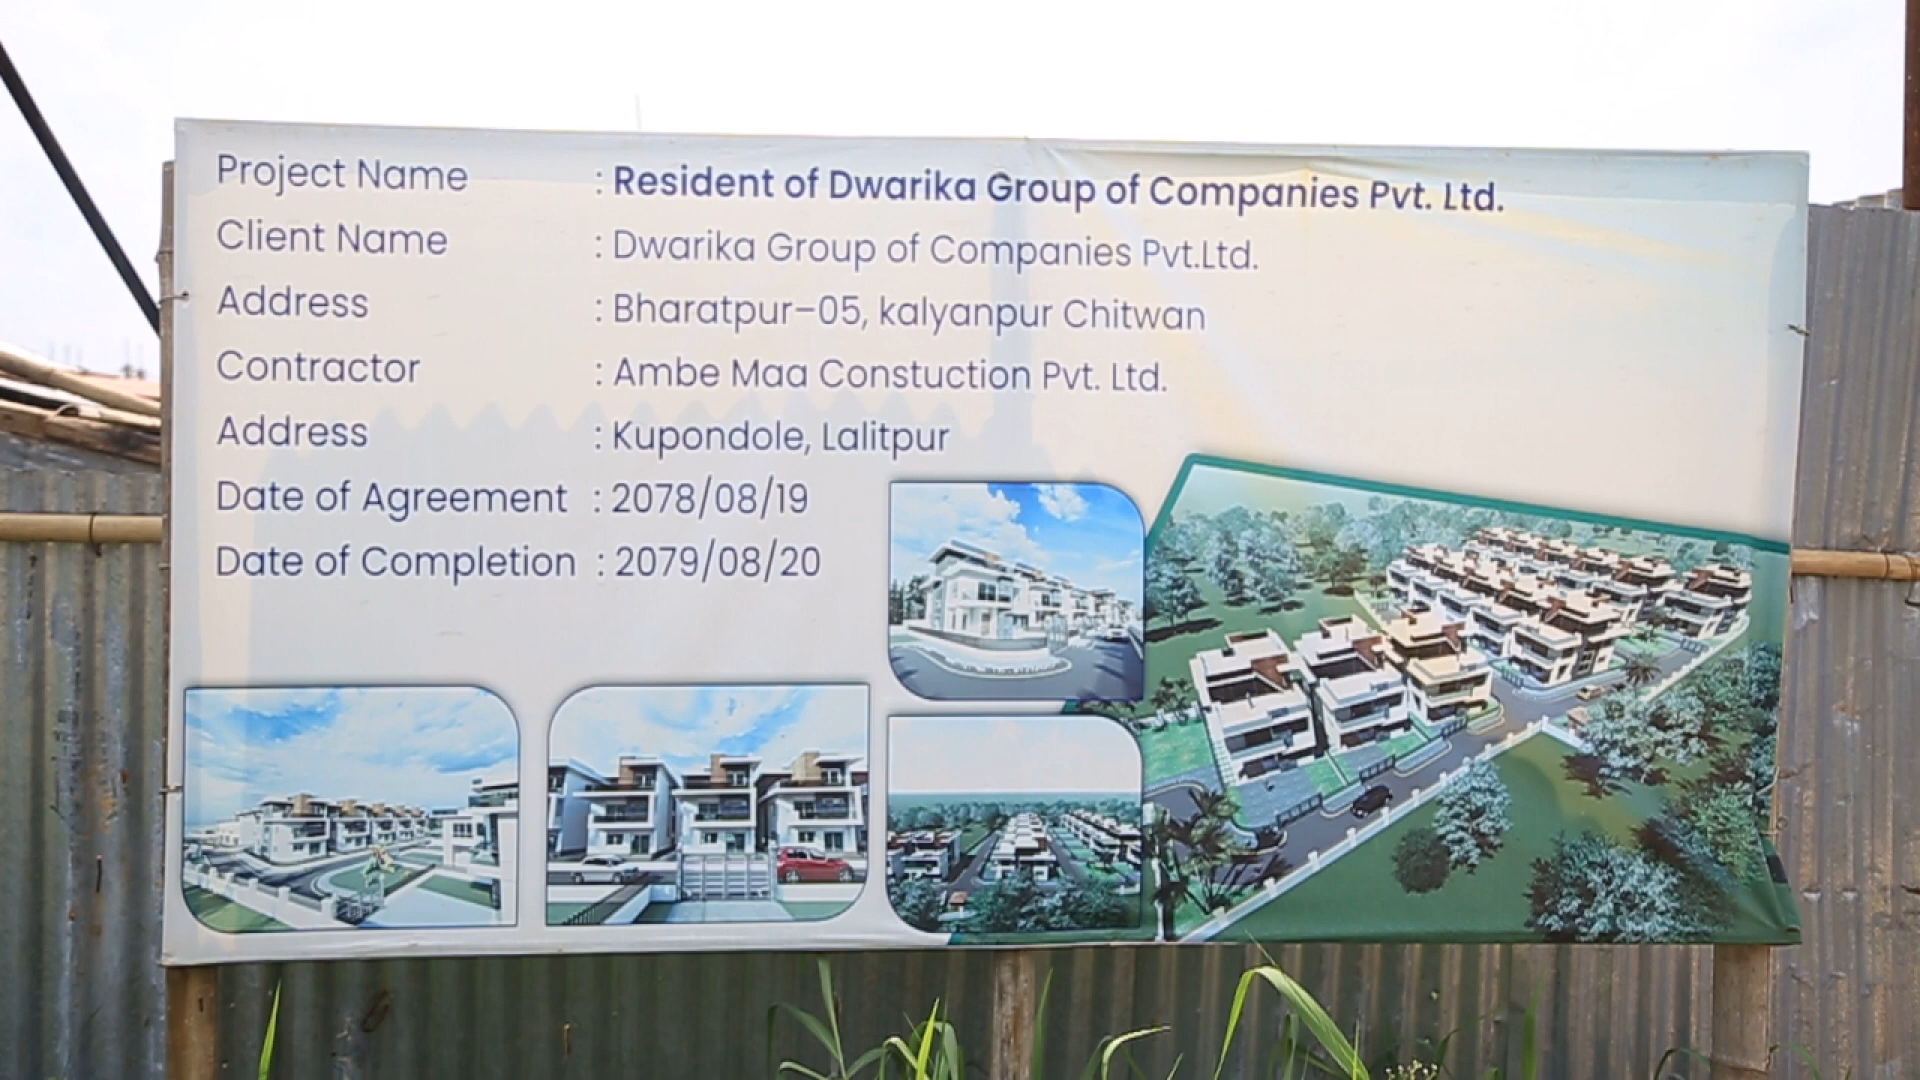 Project Name : Resident of Dwarika Group of Companies Pvt. Ltd.
Client Name : Dwarika Group of Companies Pvt.Ltd.
Address : Bharatpur–05, kalyanpur Chitwan
Contractor : Ambe Maa Constuction Pvt. Ltd.
Address : Kupondole, Lalitpur
Date of Agreement : 2078/08/19
Date of Completion : 2079/08/20